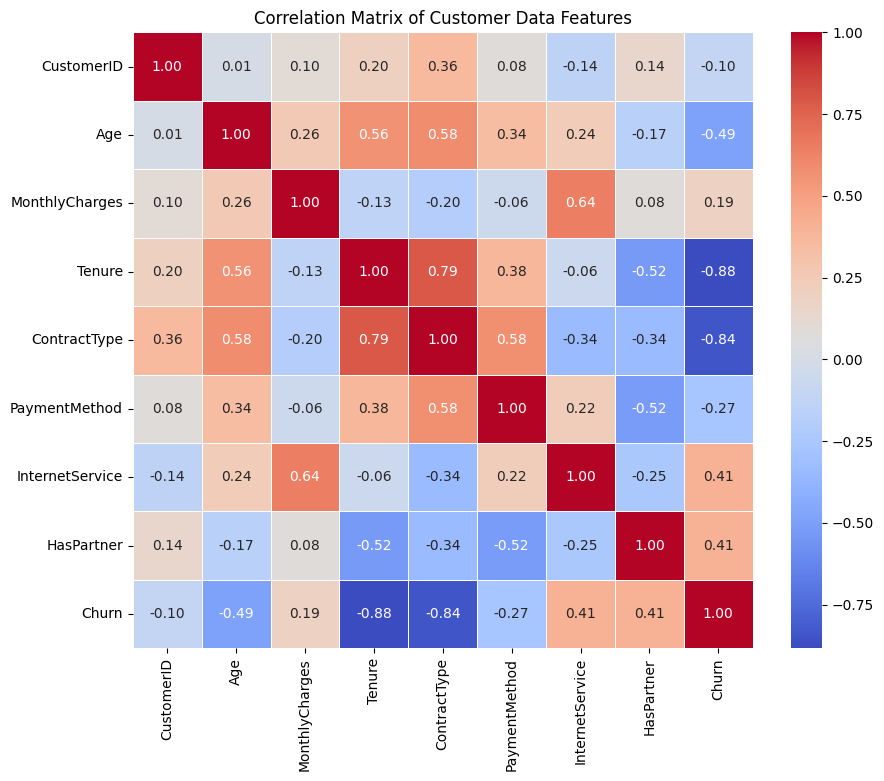 Correlation Matrix of Customer Data Features
CustomerID 1.00 0.01 0.10 0.20 0.36 0.08 -0.14 0.14 -0.10
Age 0.01 1.00 0.26 0.56 0.58 0.34 0.24 -0.17 -0.49
MonthlyCharges 0.10 0.26 1.00 -0.13 -0.20 -0.06 0.64 0.08 0.19
Tenure 0.20 0.56 -0.13 1.00 0.79 0.38 -0.06 -0.52 -0.88
ContractType 0.36 0.58 -0.20 0.79 1.00 0.58 -0.34 -0.34 -0.84
PaymentMethod 0.08 0.34 -0.06 0.38 0.58 1.00 0.22 -0.52 -0.27
InternetService -0.14 0.24 0.64 -0.06 -0.34 0.22 1.00 -0.25 0.41
HasPartner 0.14 -0.17 0.08 -0.52 -0.34 -0.52 -0.25 1.00 0.41
Churn -0.10 -0.49 0.19 -0.88 -0.84 -0.27 0.41 0.41 1.00
CustomerID
Age
MonthlyCharges
Tenure
ContractType
PaymentMethod
InternetService
HasPartner
Churn
1.00
0.75
0.50
0.25
0.00
−0.25
−0.50
−0.75